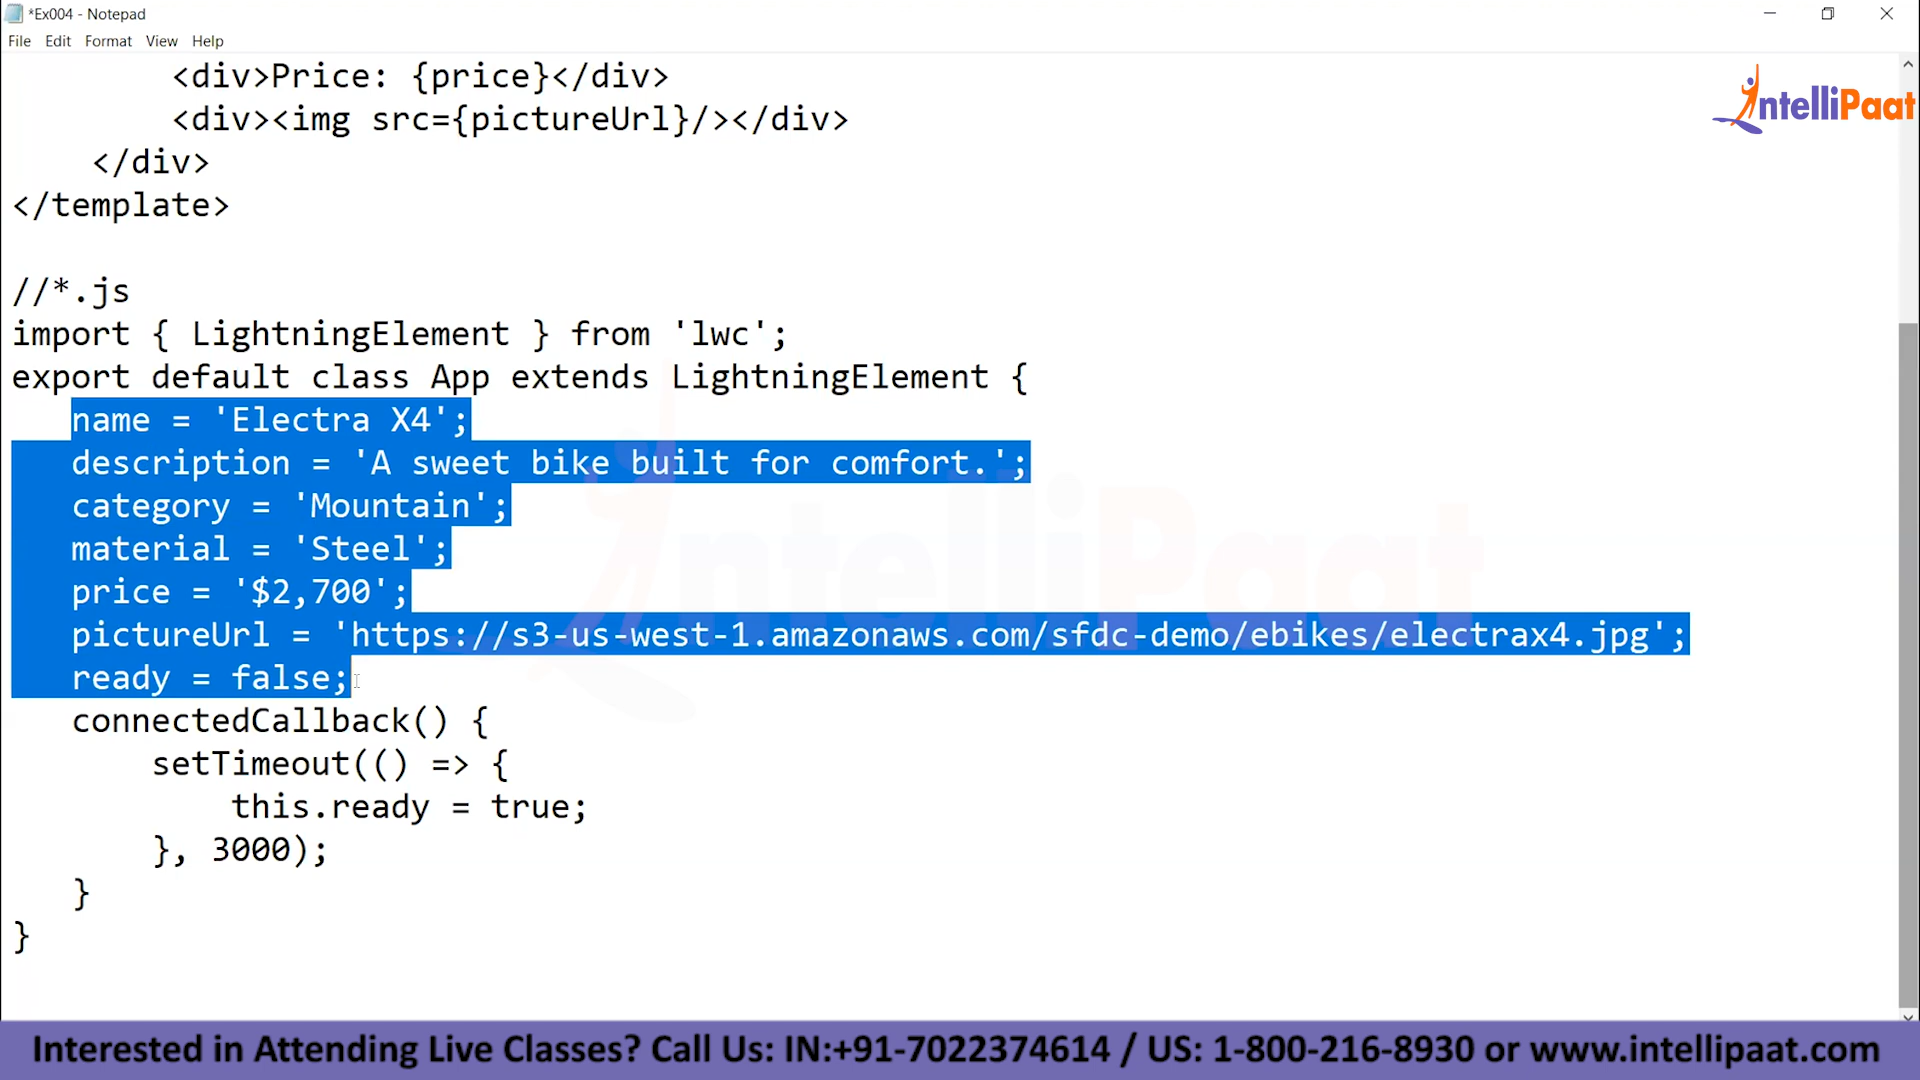 *Ex004 - Notepad
File Edit Format View Help
<div>Price: {price}</div>
<div><img src={pictureUrl}/></div>
</div>
</template>
//*.js
import { LightningElement } from 'lwc';
export default class App extends LightningElement {
name = 'Electra X4';
description = 'A sweet bike built for comfort.';
category = 'Mountain';
material = 'Steel';
price = '$2,700';
pictureUrl = 'https://s3-us-west-1.amazonaws.com/sfdc-demo/ebikes/electrax4.jpg';
ready = false;
connectedCallback() {
setTimeout(() => {
this.ready = true;
}, 3000);
}
}
IntelliPaat
IntelliPaat
Interested in Attending Live Classes? Call Us: IN:+91-7022374614 / US: 1-800-216-8930 or www.intellipaat.com